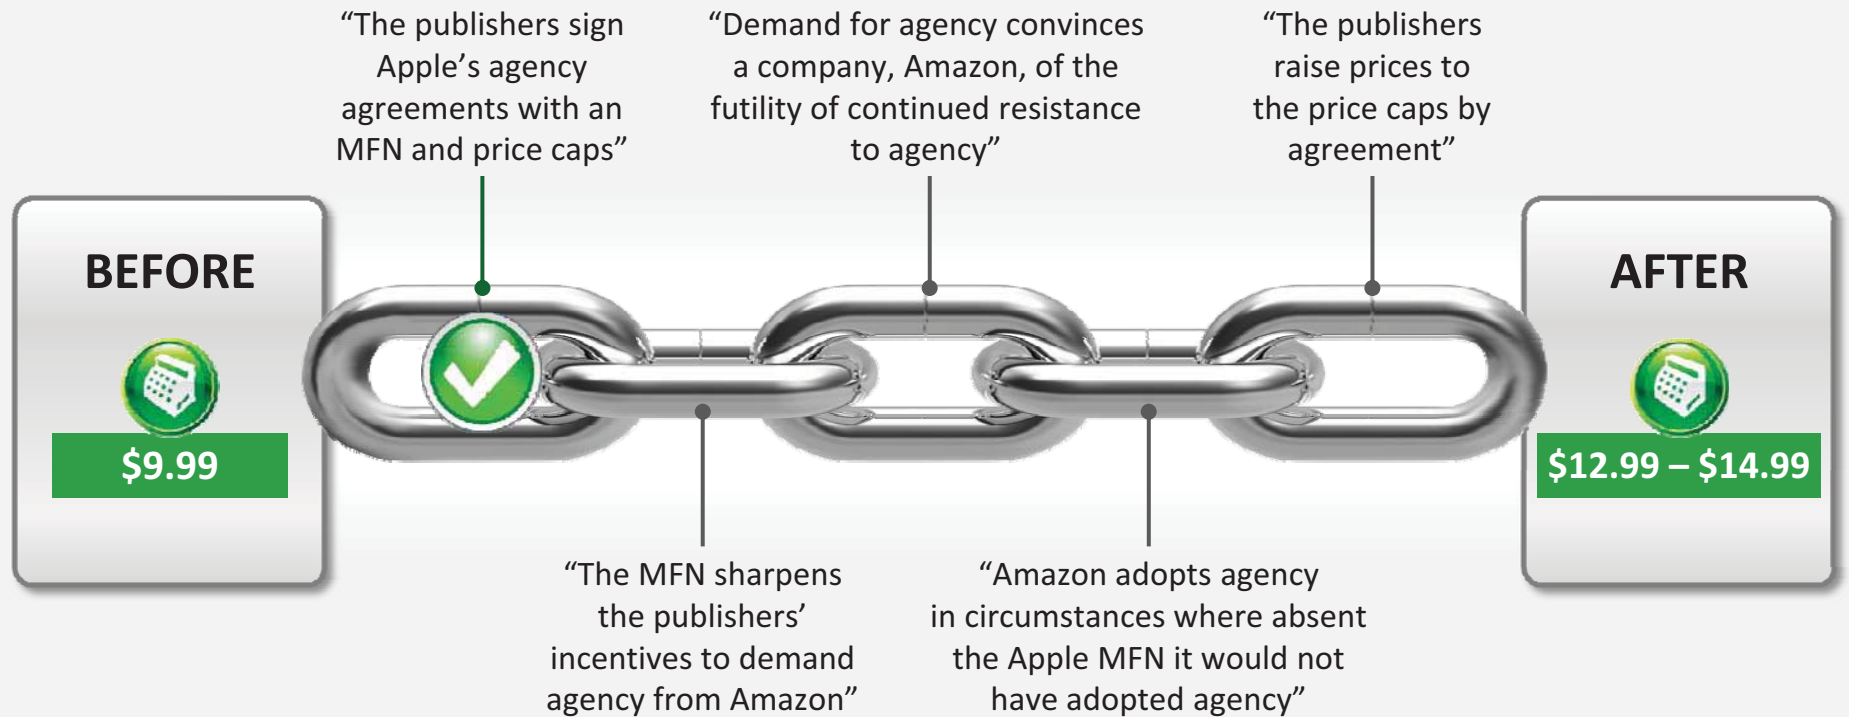 “The publishers sign
Apple’s agency
agreements with an
MFN and price caps”
“Demand for agency convinces
a company, Amazon, of the
futility of continued resistance
to agency”
“The publishers
raise prices to
the price caps by
agreement”
BEFORE
$9.99
AFTER
$12.99 – $14.99
“The MFN sharpens
the publishers’
incentives to demand
agency from Amazon”
“Amazon adopts agency
in circumstances where absent
the Apple MFN it would not
have adopted agency”